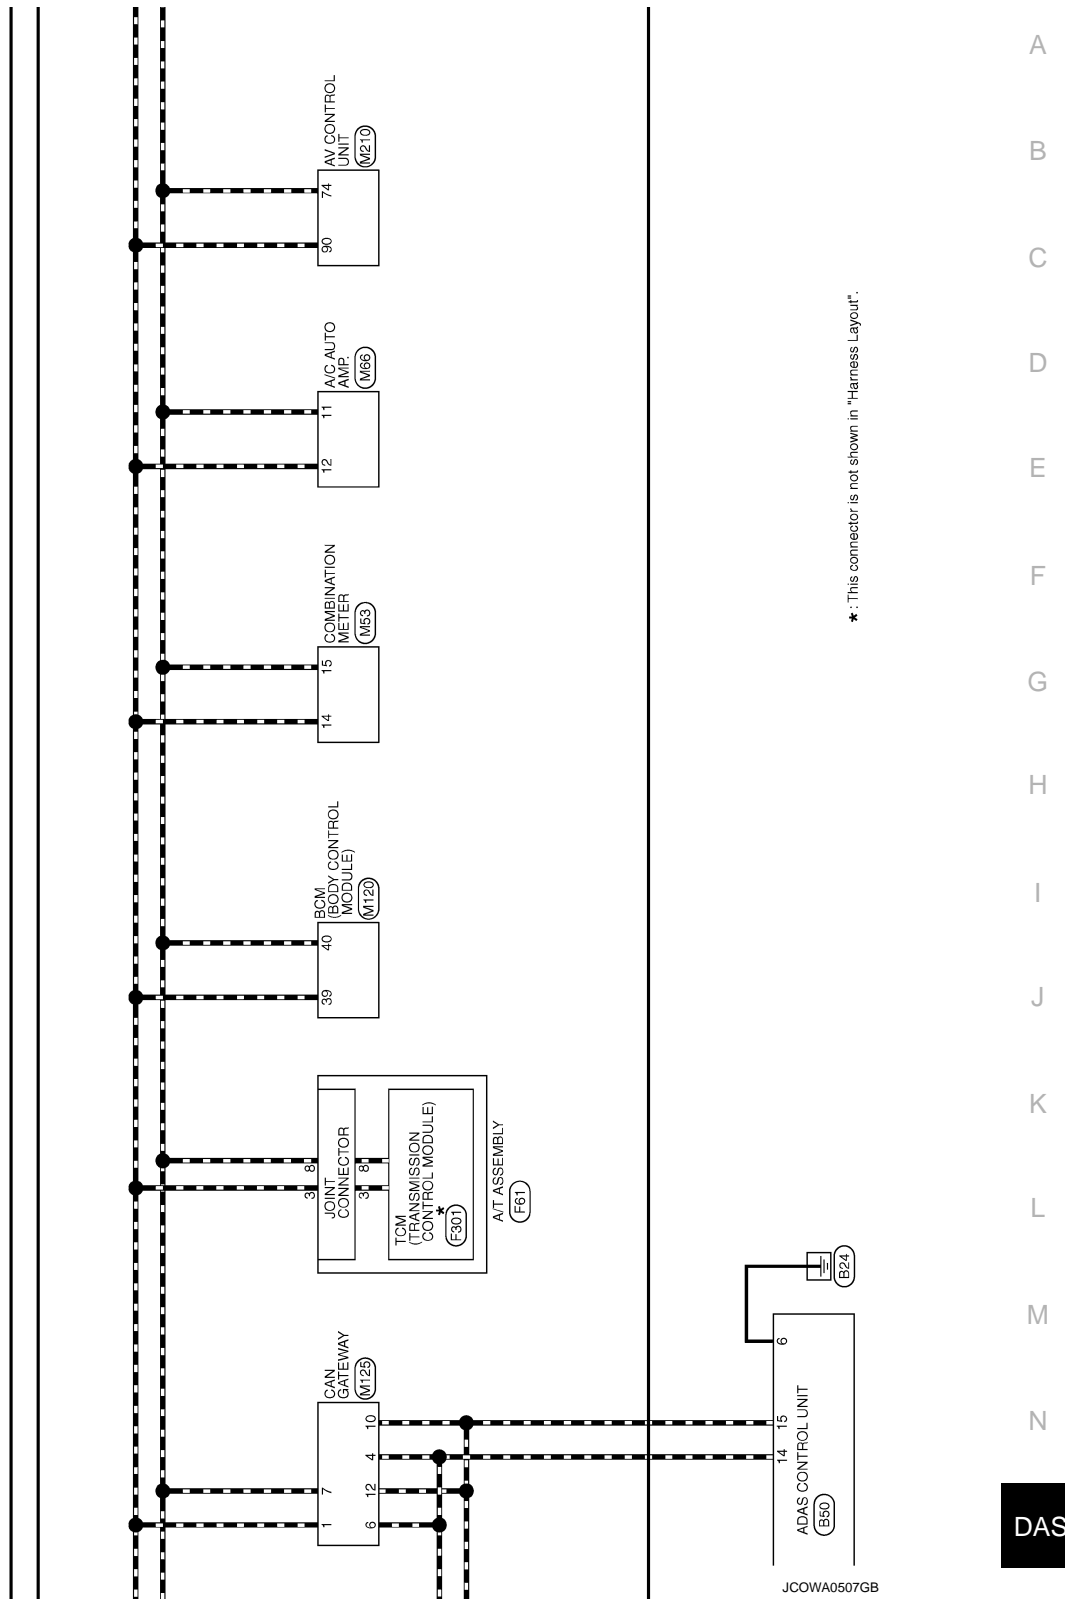 A
B
C
D
E
F
G
H
I
J
K
L
M
N
DAS
AV CONTROL
UNIT
M210
74
90
A/C AUTO
AMP.
M66
11
12
COMBINATION
METER
M53
15
14
BCM
(BODY CONTROL
MODULE)
M120
40
39
JOINT
CONNECTOR
8
3
8
3
TCM
(TRANSMISSION
CONTROL MODULE)
*
F301
A/T ASSEMBLY
F61
CAN
GATEWAY
M125
7
1
10
4
12
6
ADAS CONTROL UNIT
B50
6
15
14
B24
* : This connector is not shown in "Harness Layout".
JCOWA0507GB